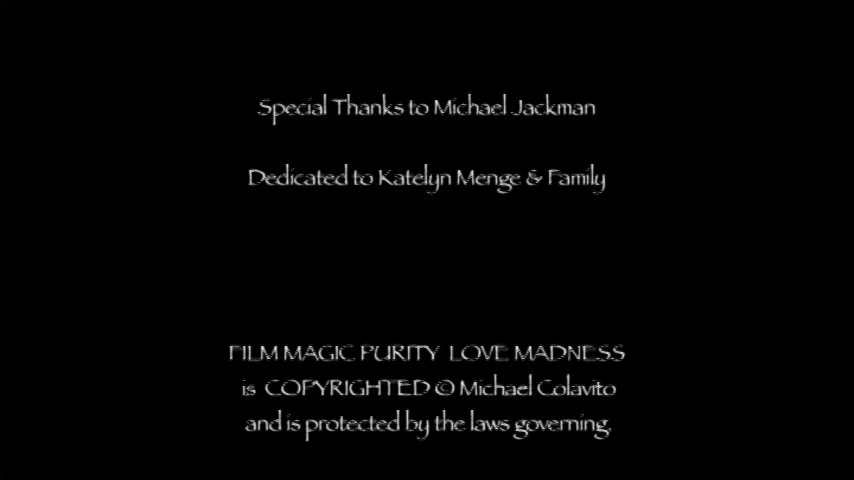 Special Thanks to Michael Jackman
Dedicated to Katelyn Menge & Family
FILM MAGIC PURITY LOVE MADNESS
is COPYRIGHTED © Michael Colavito
and is protected by the laws governing.